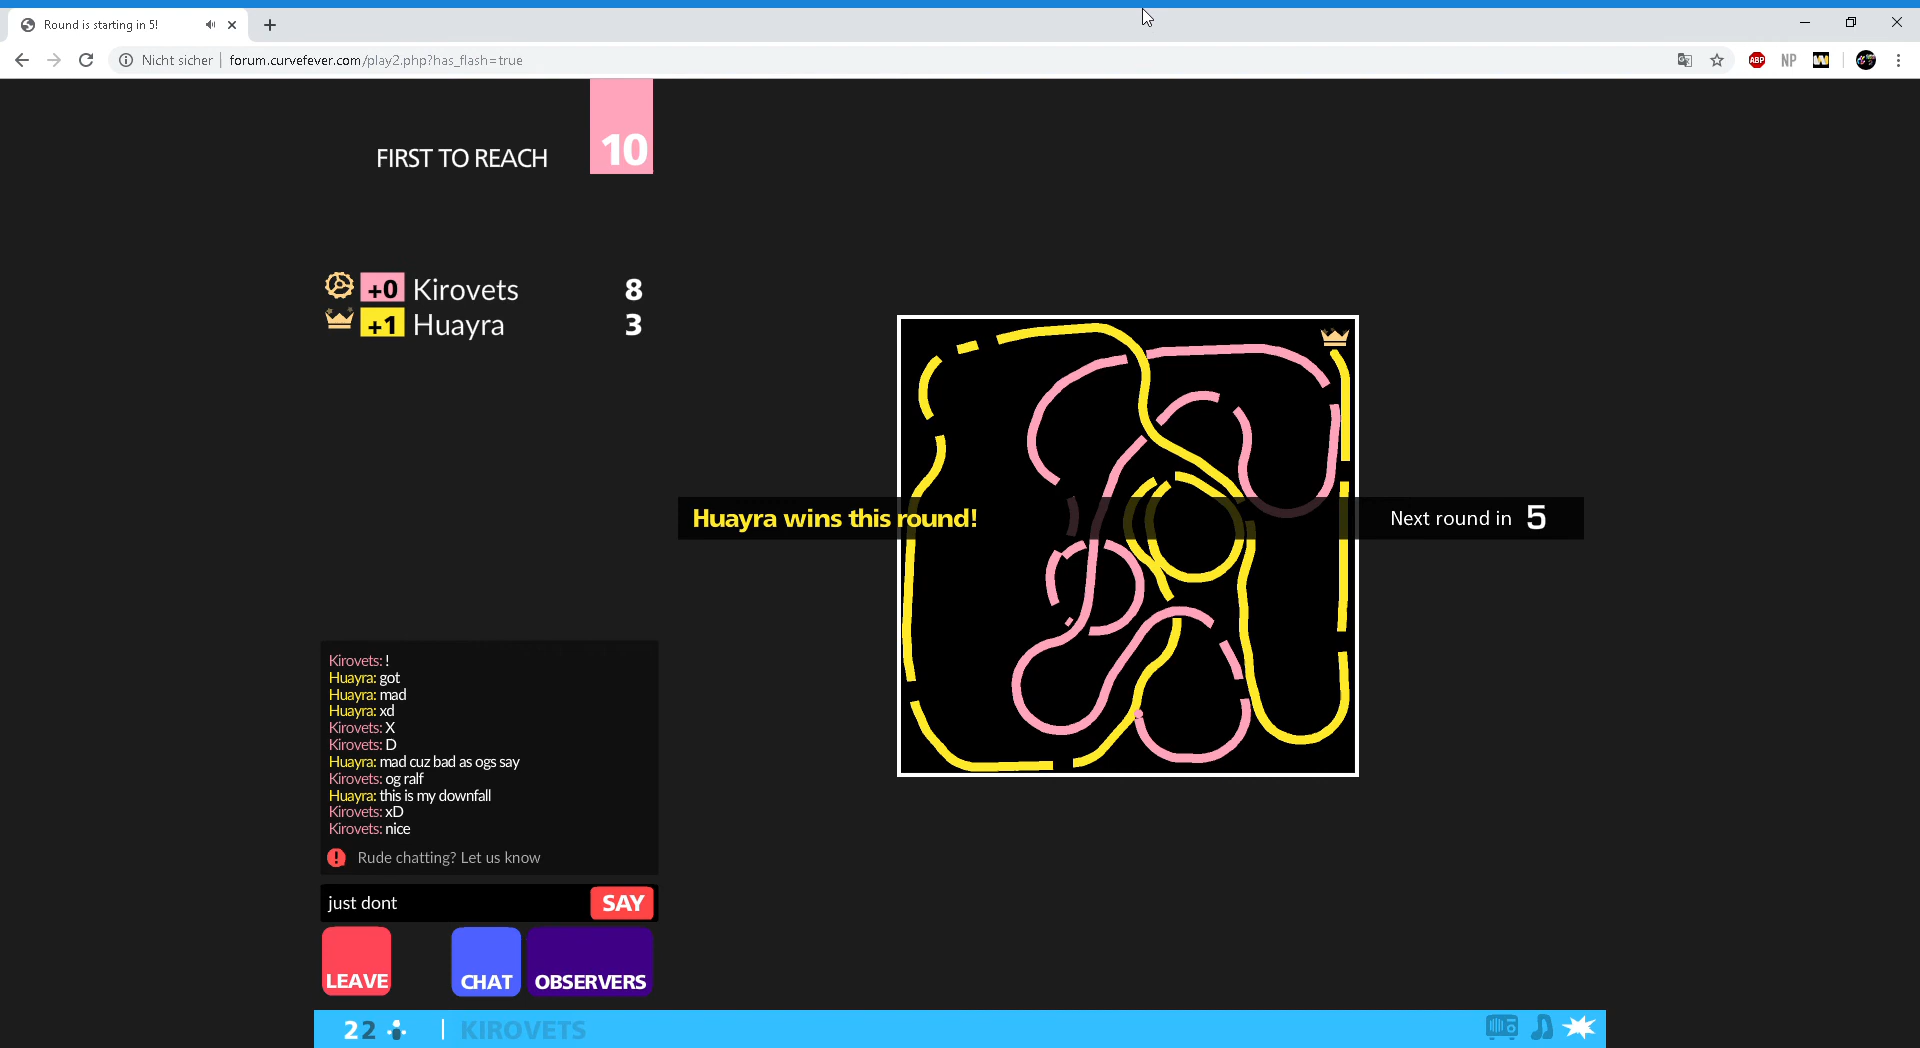 Round is starting in 5!
Nicht sicher
forum.curvefever.com/play2.php?has_flash=true
ABP
NP
W
FIRST TO REACH
10
+0 Kirovets 8
+1 Huayra 3
Huayra wins this round!
Next round in 5
Kirovets: !
Huayra: got
Huayra: mad
Huayra: xd
Kirovets: X
Kirovets: D
Huayra: mad cuz bad as ogs say
Kirovets: og ralf
Huayra: this is my downfall
Kirovets: xD
Kirovets: nice
Rude chatting? Let us know
just dont
SAY
LEAVE
CHAT
OBSERVERS
22
KIROVETS